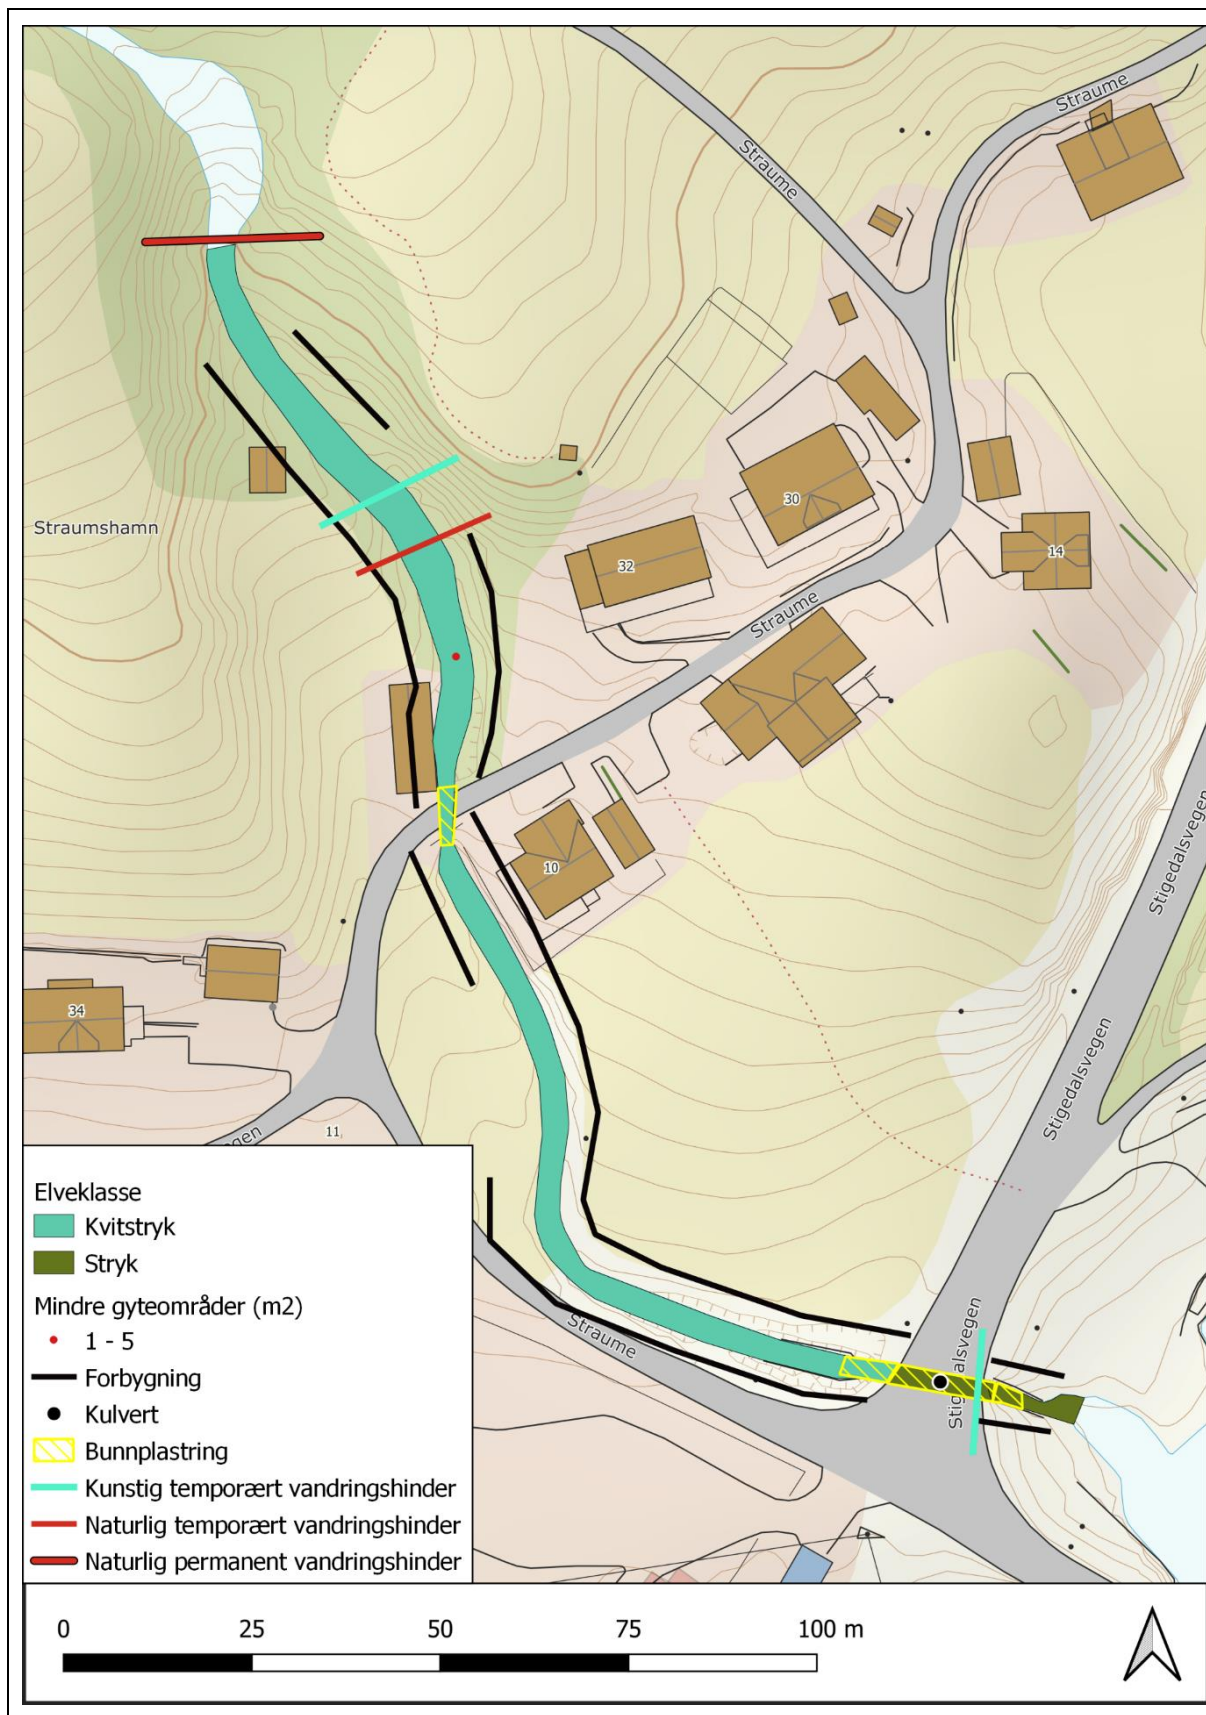 Straume
Straume
Straumshamn
30
32
14
Straume
10
Stigedalsvegen
34
Stigedalsvegen
11
Elveklasse
Kvitstryk
Stryk
Mindre gyteområder (m2)
1 - 5
Forbygning
Kulvert
Bunnplastring
Kunstig temporært vandringshinder
Naturlig temporært vandringshinder
Naturlig permanent vandringshinder
Straume
0 25 50 75 100 m